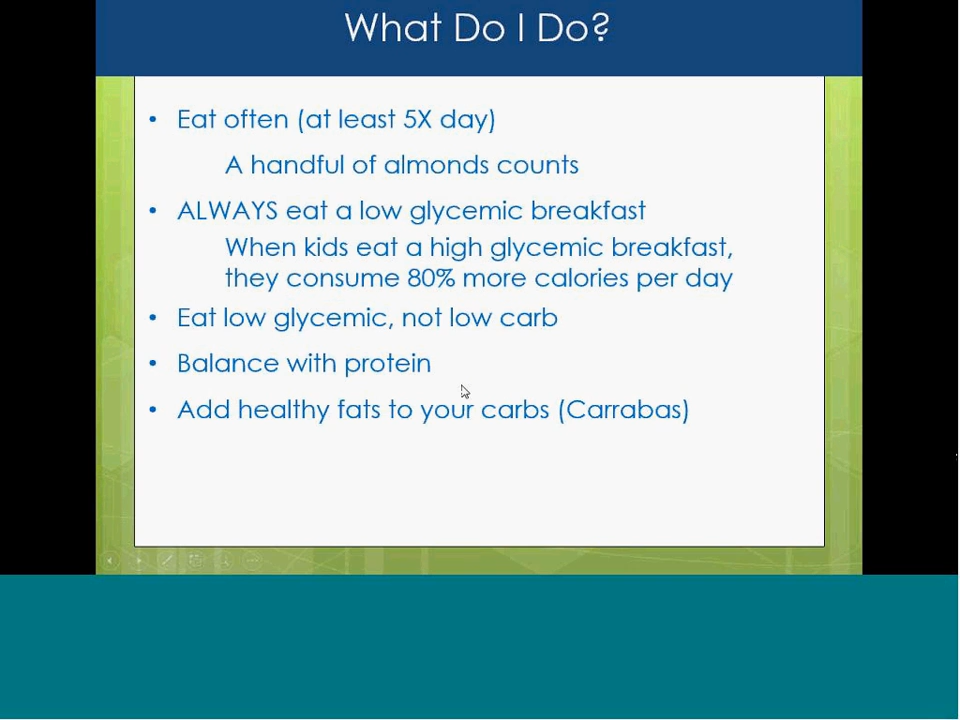 What Do I Do?
• Eat often (at least 5X day)
A handful of almonds counts
• ALWAYS eat a low glycemic breakfast
When kids eat a high glycemic breakfast,
they consume 80% more calories per day
• Eat low glycemic, not low carb
• Balance with protein
• Add healthy fats to your carbs (Carrabas)